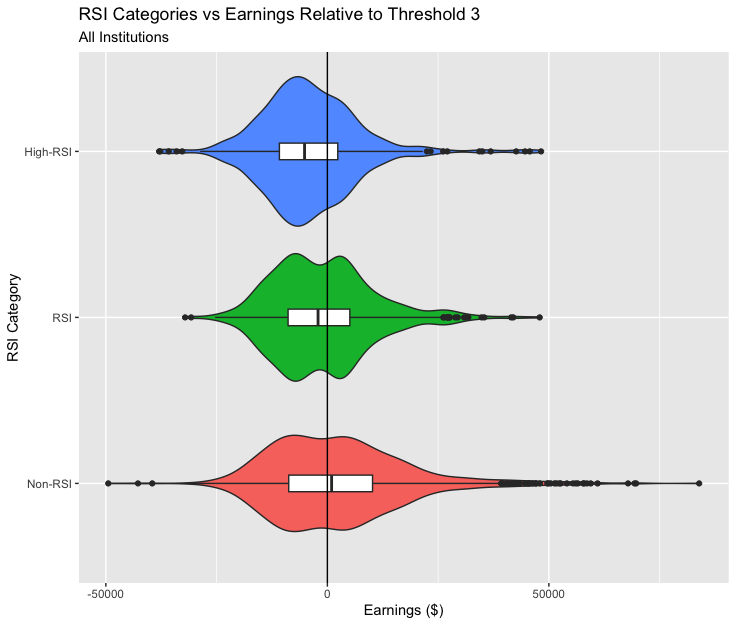 RSI Categories vs Earnings Relative to Threshold 3
All Institutions
RSI Category
High-RSI
RSI
Non-RSI
-50000
0
50000
Earnings ($)